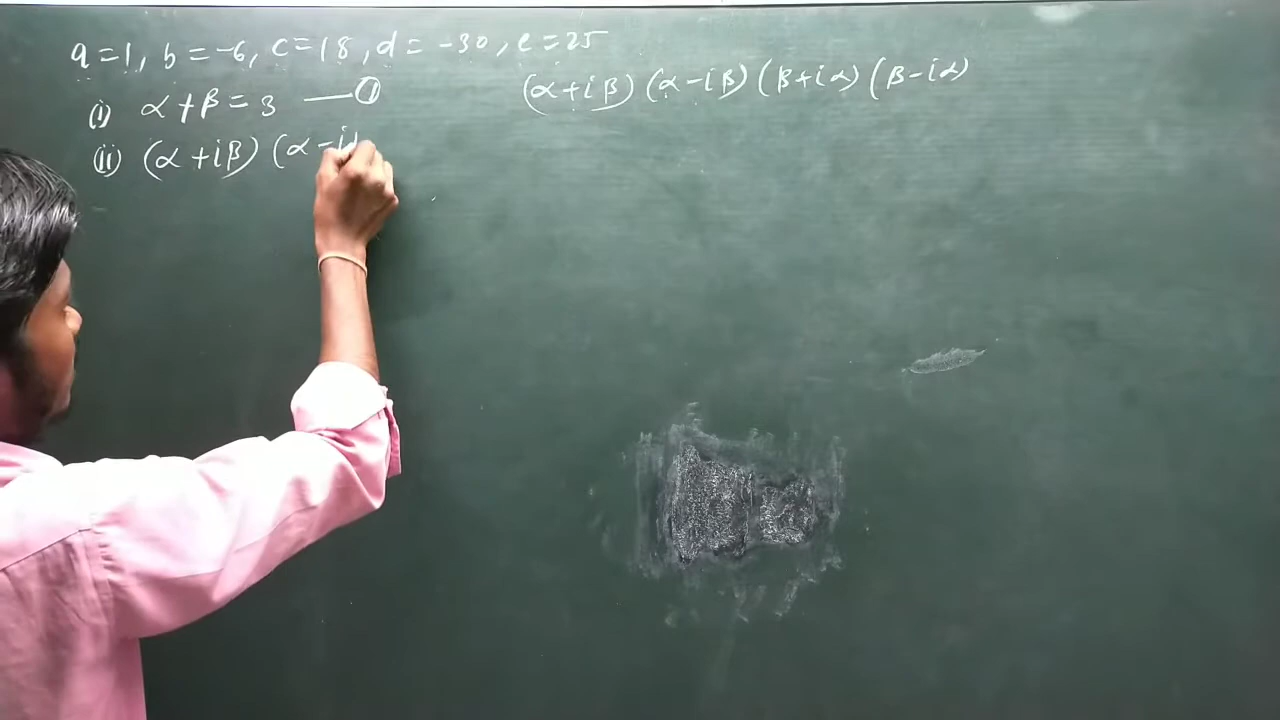 a=1, b=-6, c=18, d=-30, e=25
(α+iβ) (α-iβ) (β+iα) (β-iα)
(i) α+β=3 —①
(ii) (α+iβ) (α-i